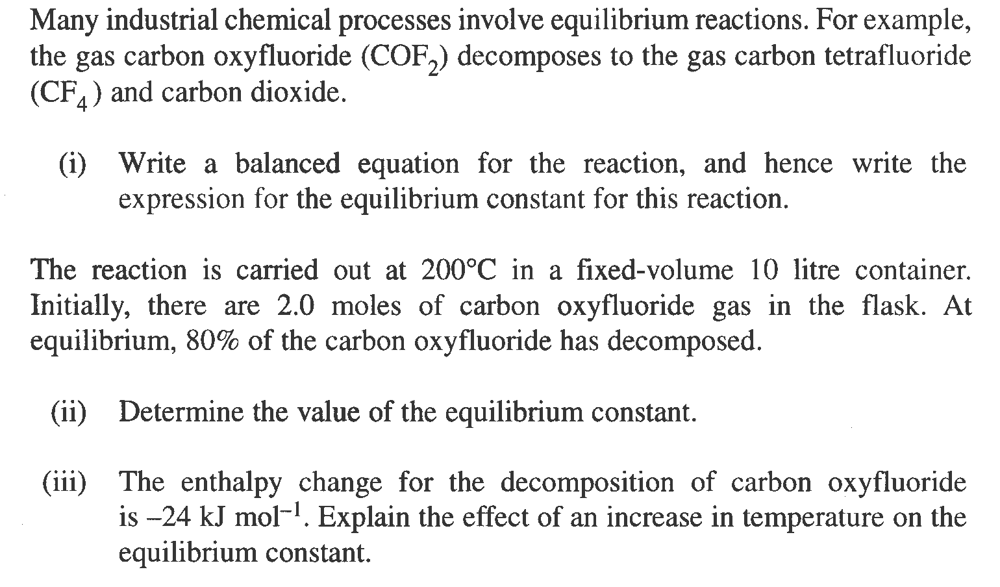 Many industrial chemical processes involve equilibrium reactions. For example,
the gas carbon oxyfluoride (COF₂) decomposes to the gas carbon tetrafluoride
(CF₄) and carbon dioxide.
(i) Write a balanced equation for the reaction, and hence write the
expression for the equilibrium constant for this reaction.
The reaction is carried out at 200°C in a fixed-volume 10 litre container.
Initially, there are 2.0 moles of carbon oxyfluoride gas in the flask. At
equilibrium, 80% of the carbon oxyfluoride has decomposed.
(ii) Determine the value of the equilibrium constant.
(iii) The enthalpy change for the decomposition of carbon oxyfluoride
is –24 kJ mol⁻¹. Explain the effect of an increase in temperature on the
equilibrium constant.